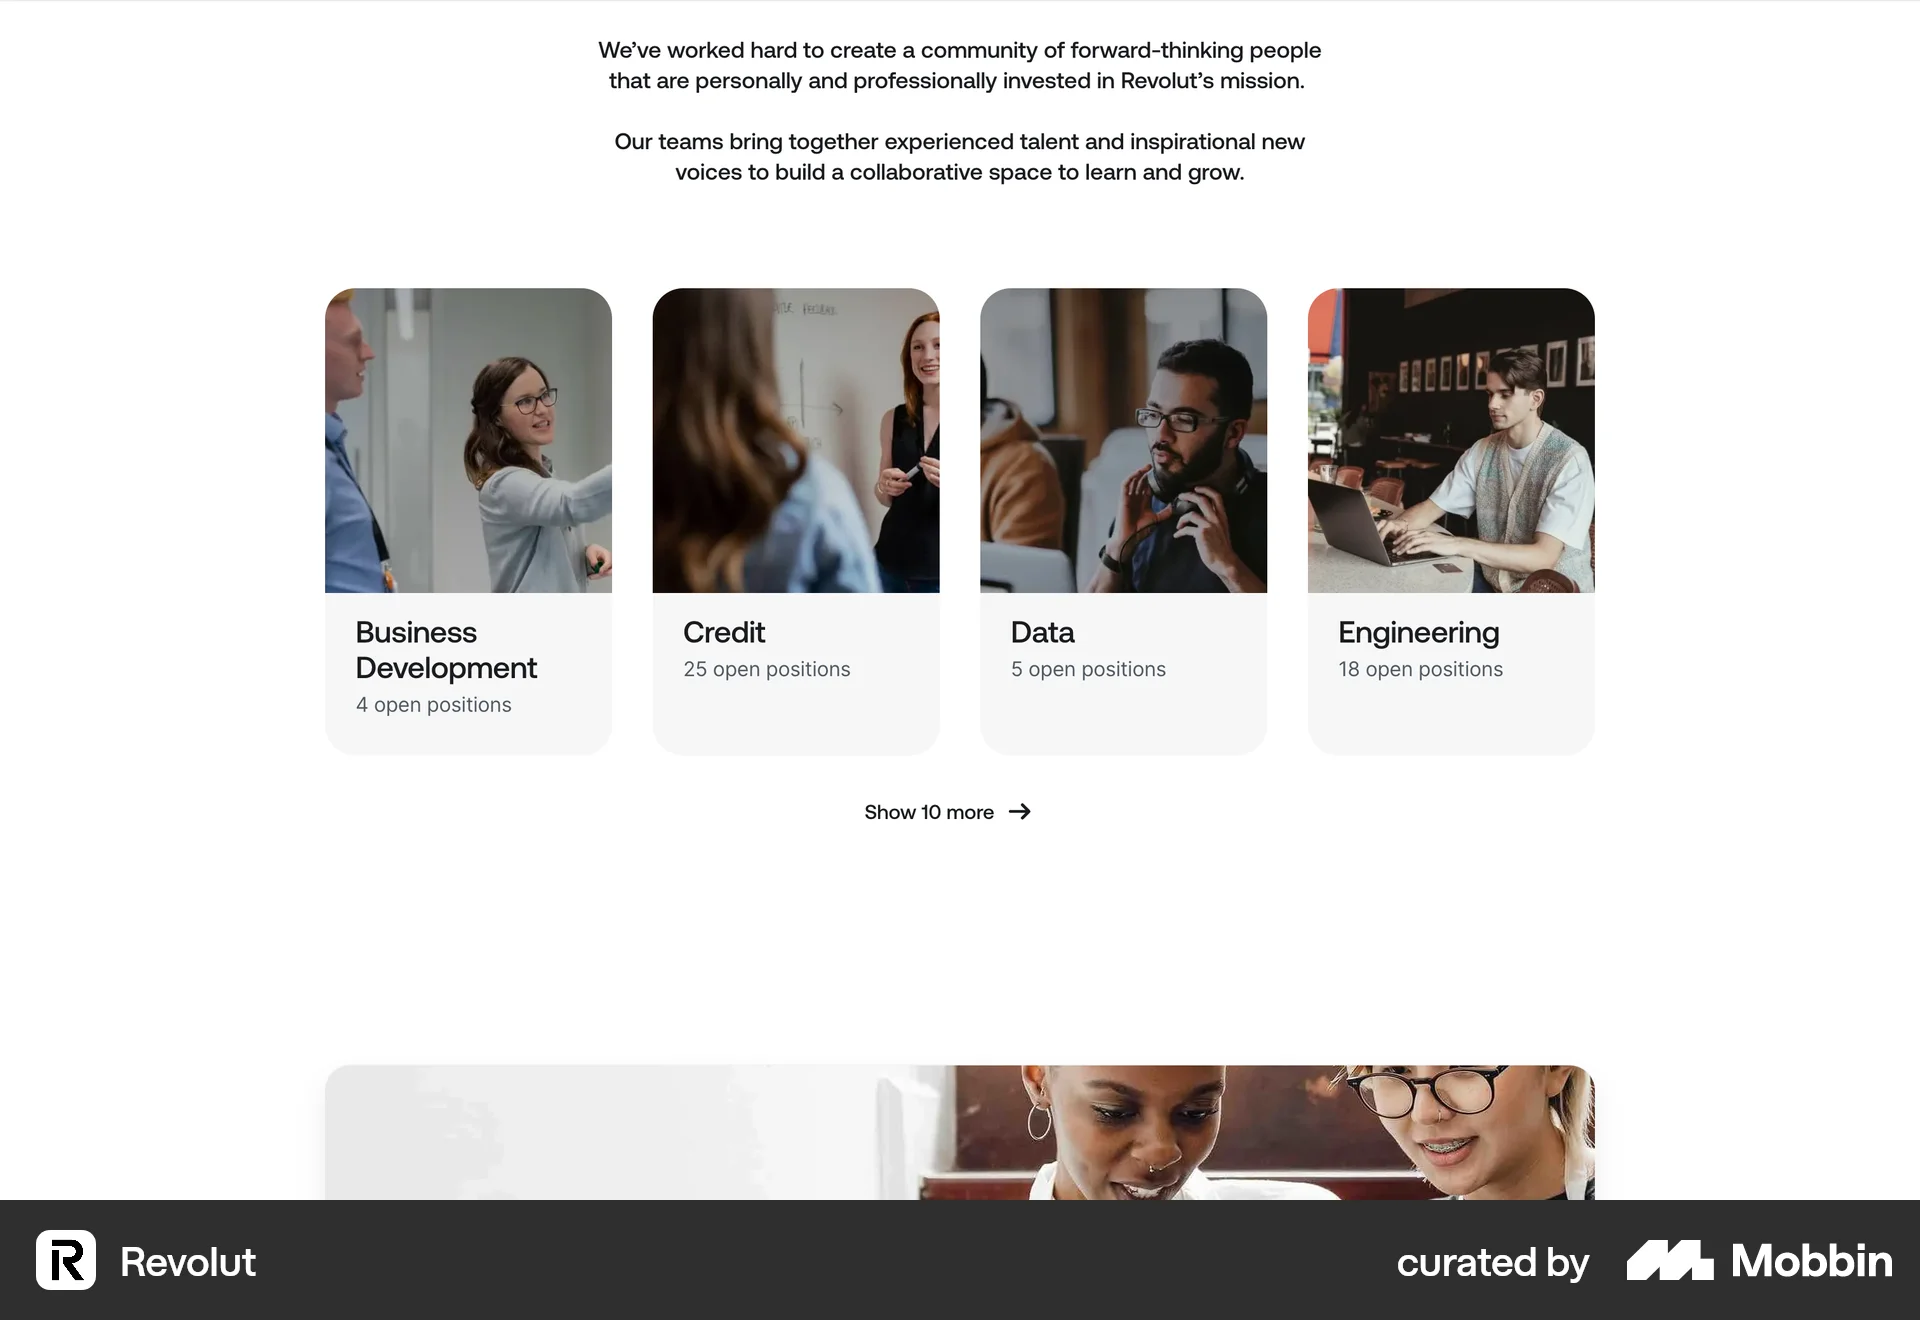 We’ve worked hard to create a community of forward-thinking people
that are personally and professionally invested in Revolut’s mission.
Our teams bring together experienced talent and inspirational new
voices to build a collaborative space to learn and grow.
Business
Development
4 open positions
Credit
25 open positions
Data
5 open positions
Engineering
18 open positions
Show 10 more
Revolut
curated by Mobbin